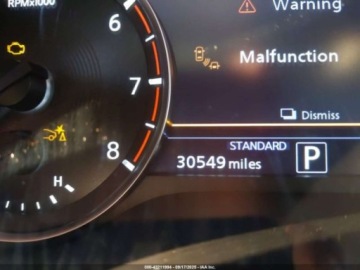 RPMx1000
Warning
6
Malfunction
7
Dismiss
STANDARD
8
30549 miles
P
H